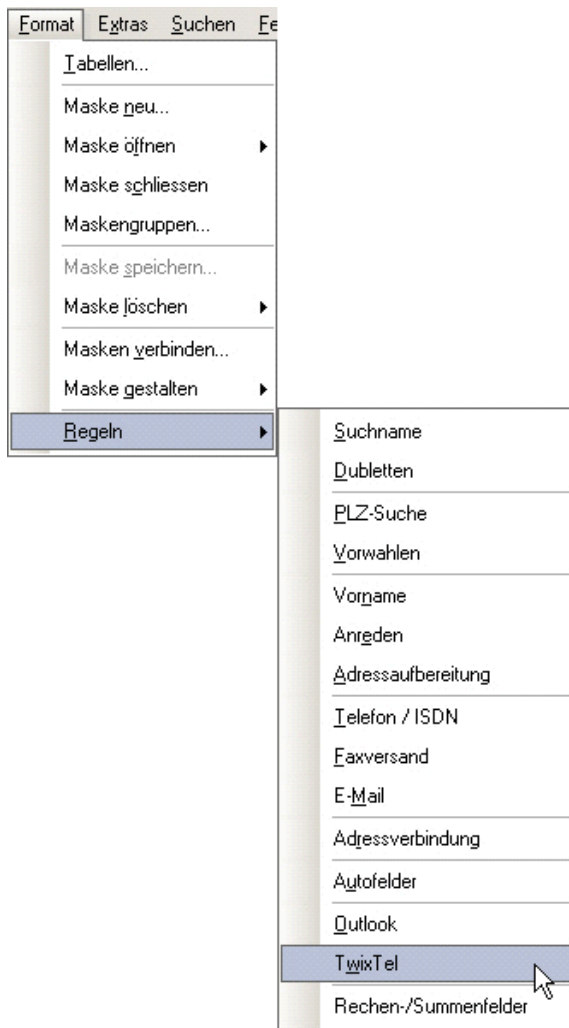 Format Extras Suchen Fe
Tabellen...
Maske neu...
Maske öffnen
Maske schliessen
Maskengruppen...
Maske speichern...
Maske löschen
Masken verbinden...
Maske gestalten
Regeln
Suchname
Dubletten
PLZ-Suche
Vorwahlen
Vorname
Anreden
Adressaufbereitung
Telefon / ISDN
Faxversand
E-Mail
Adressverbindung
Autofelder
Outlook
TwixTel
Rechen-/Summenfelder